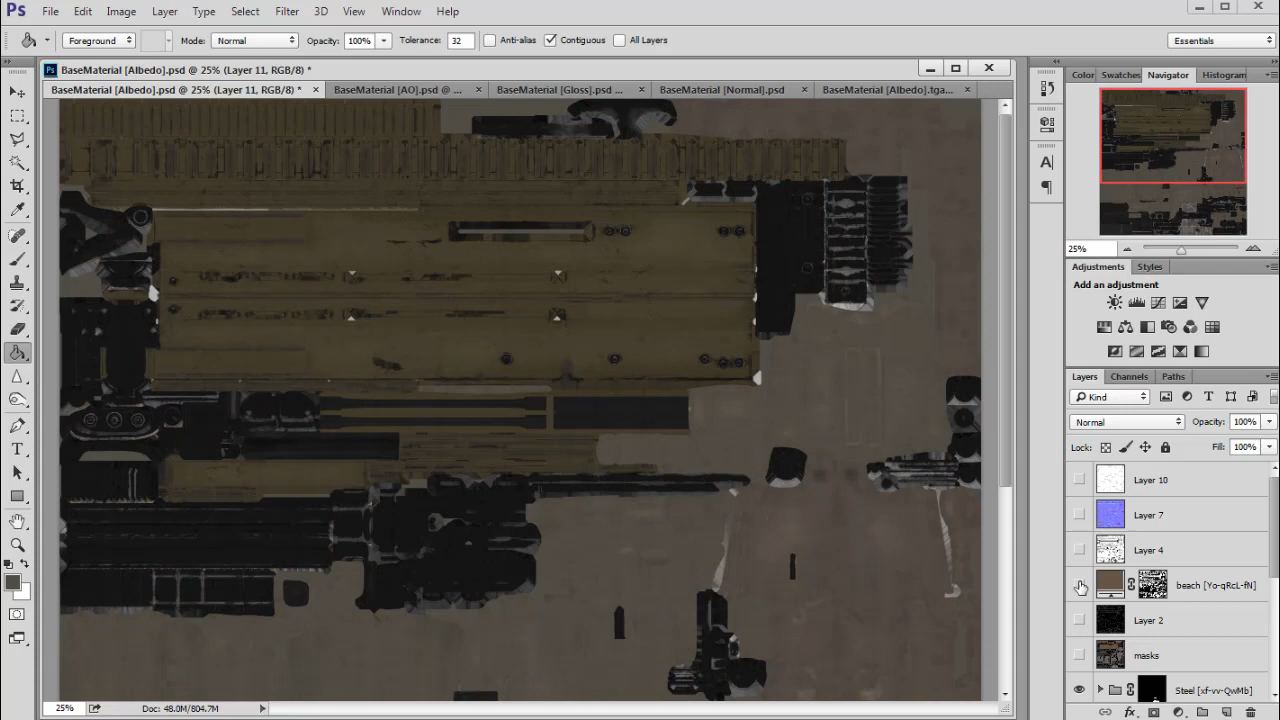 Ps File Edit Image Layer Type Select Filter 3D View Window Help
Foreground Mode: Normal Opacity: 100% Tolerances 32 Anti-alias Contiguous All Layers Essentials
BaseMaterial [Albedo].psd @ 25% (Layer 11, RGB/8) *
BaseMaterial [Albedo].psd @ 25% (Layer 11, RGB/8) * BaseMaterial [AO].psd @ ... BaseMaterial [Gloss].psd ... BaseMaterial [Normal].psd BaseMaterial [Albedo].tga...
Color Swatches Navigator Histogram
25%
Adjustments Styles
Add an adjustment
Layers Channels Paths
Kind
Normal Opacity: 100%
Lock: Fill: 100%
Layer 10
Layer 7
Layer 4
beach [Yo-qRcL-fN]
Layer 2
masks
Steel [xf-vv-QwMb]
25% Doc: 48.0M/804.7M